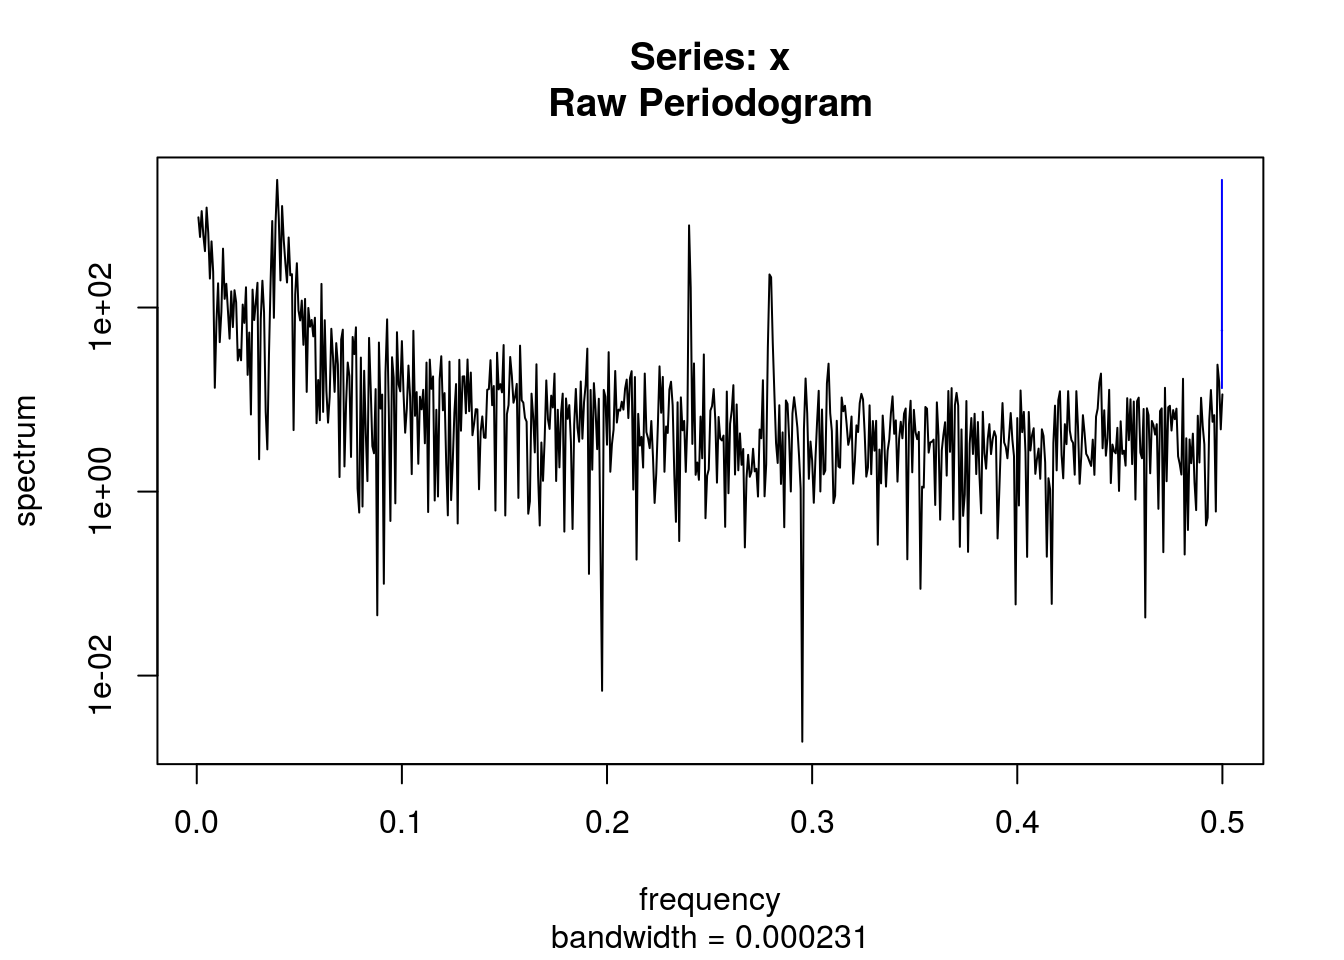 Series: x
Raw Periodogram
spectrum
1e+02
1e+00
1e-02
0.0 0.1 0.2 0.3 0.4 0.5
frequency
bandwidth = 0.000231